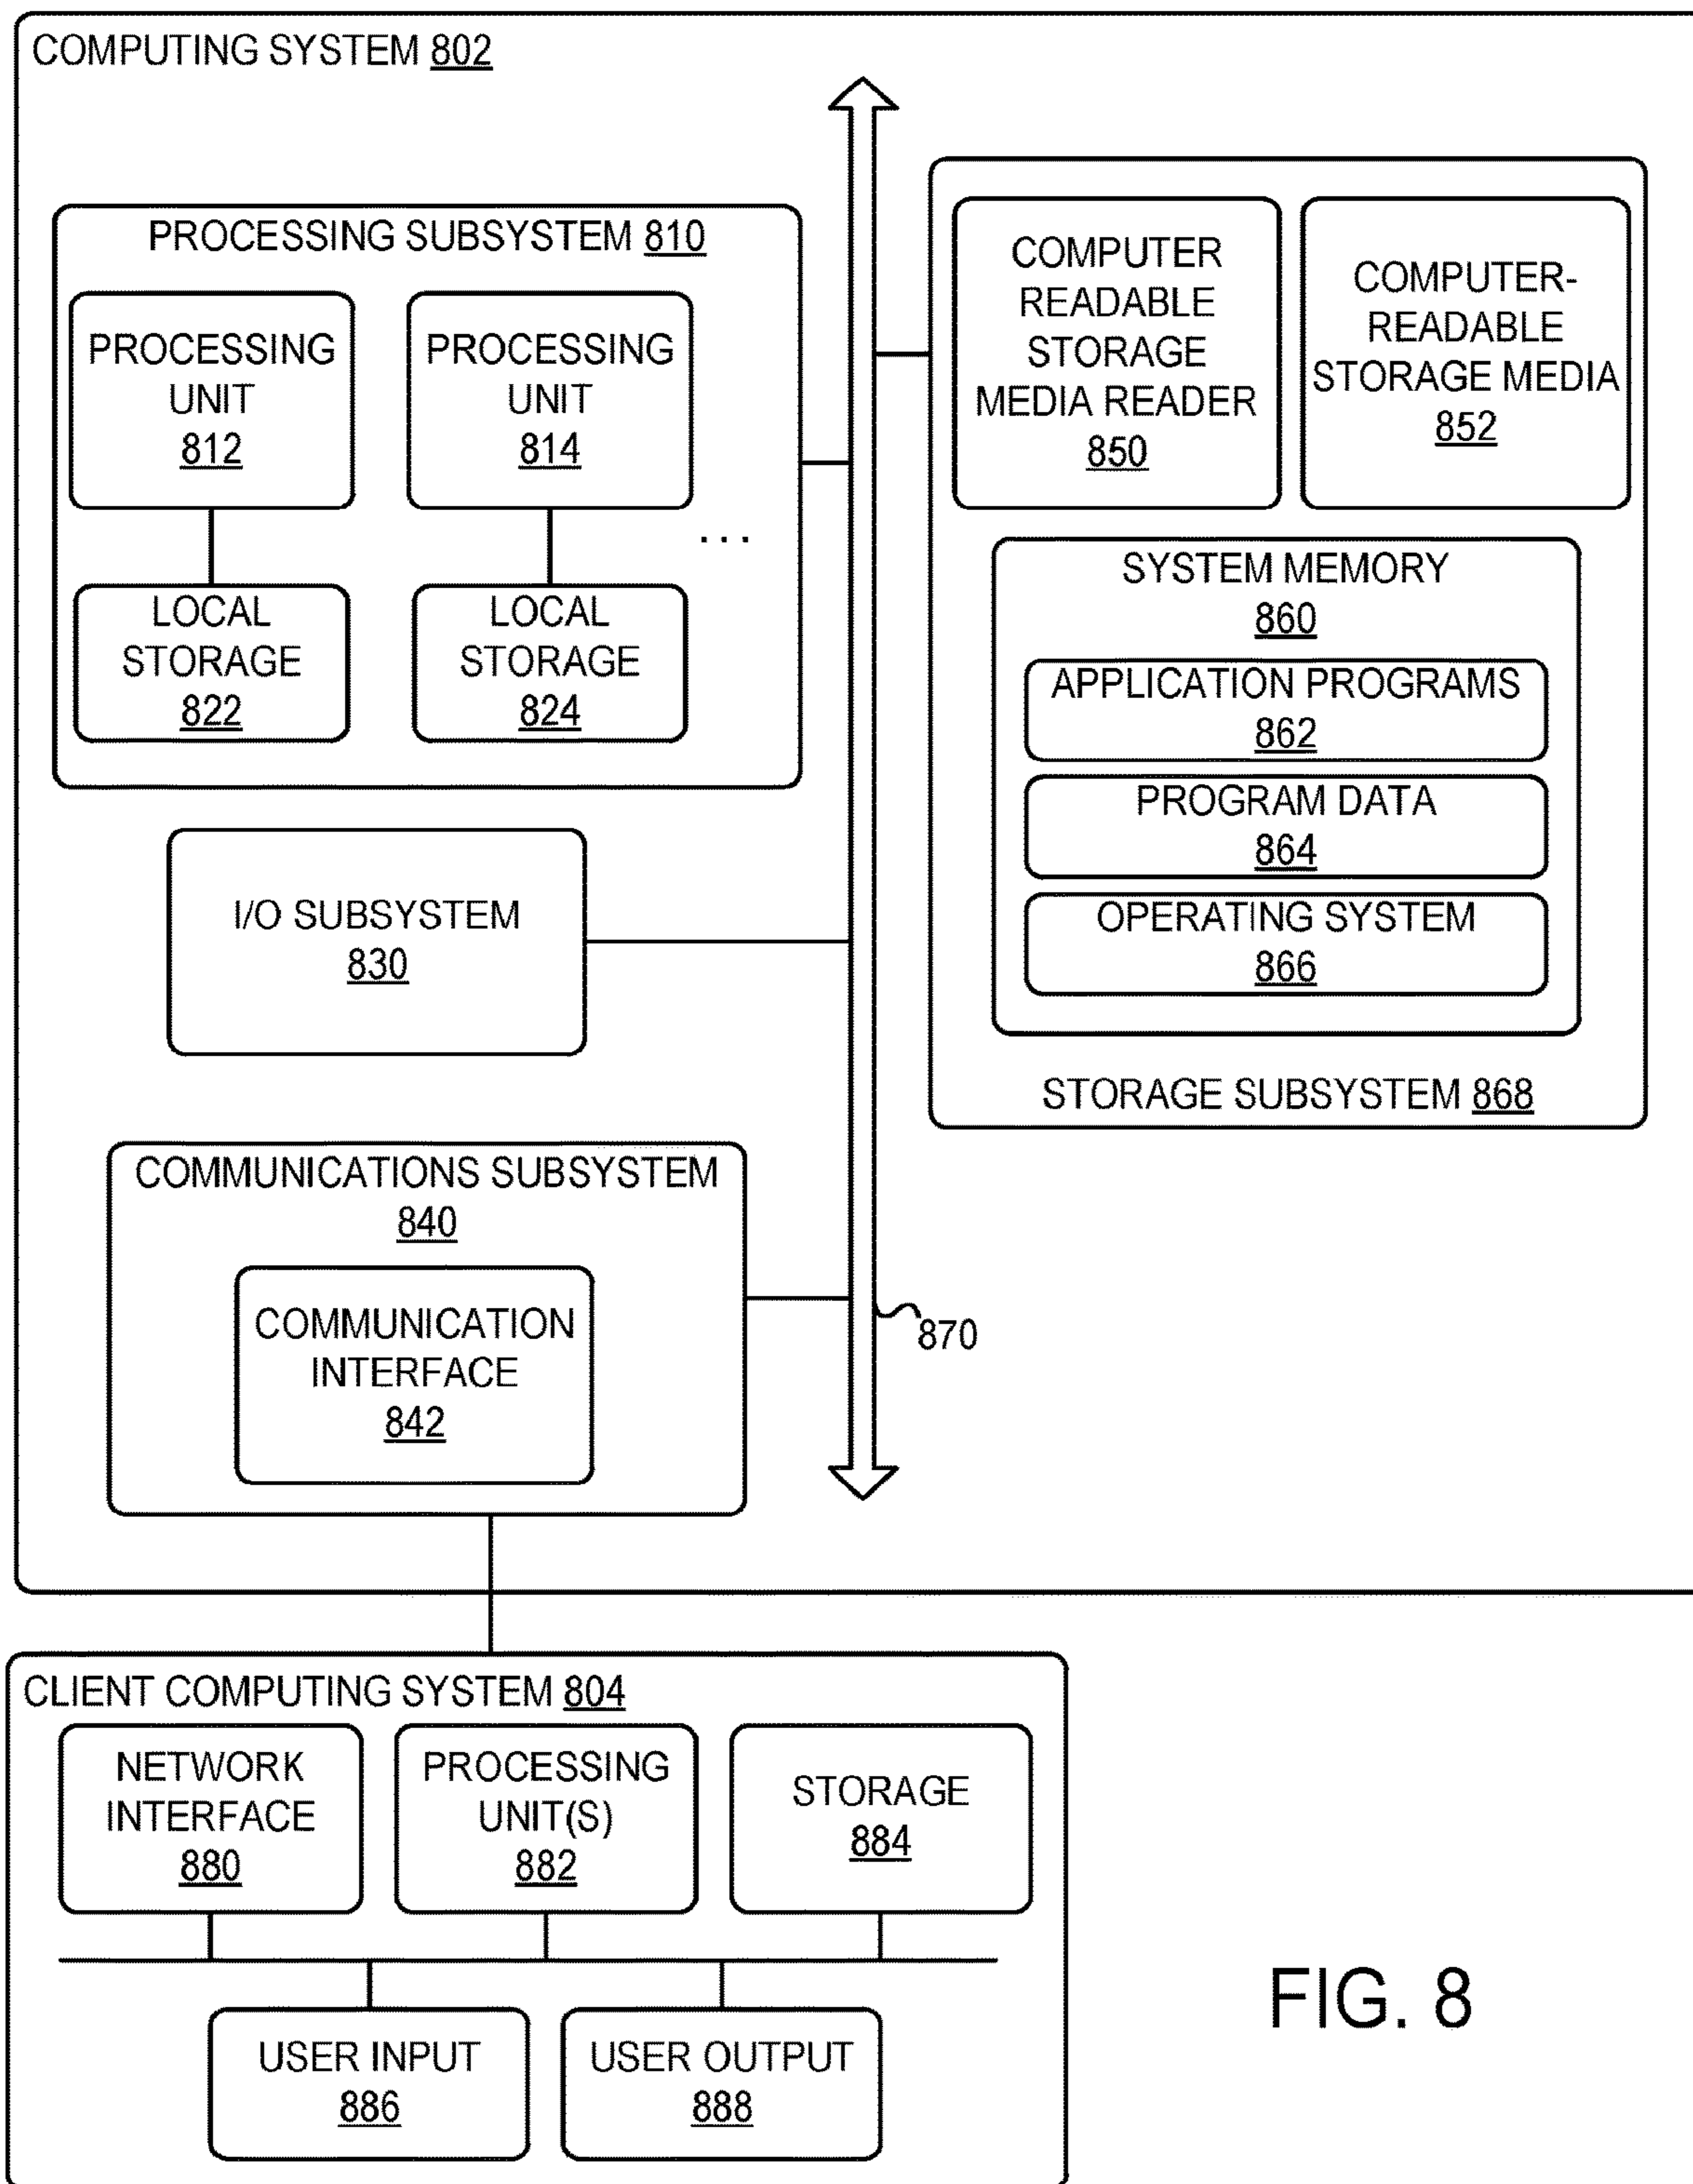 COMPUTING SYSTEM 802
PROCESSING SUBSYSTEM 810
PROCESSING
UNIT
812
PROCESSING
UNIT
814
...
LOCAL
STORAGE
822
LOCAL
STORAGE
824
I/O SUBSYSTEM
830
COMMUNICATIONS SUBSYSTEM
840
COMMUNICATION
INTERFACE
842
870
COMPUTER
READABLE
STORAGE
MEDIA READER
850
COMPUTER-
READABLE
STORAGE MEDIA
852
SYSTEM MEMORY
860
APPLICATION PROGRAMS
862
PROGRAM DATA
864
OPERATING SYSTEM
866
STORAGE SUBSYSTEM 868
CLIENT COMPUTING SYSTEM 804
NETWORK
INTERFACE
880
PROCESSING
UNIT(S)
882
STORAGE
884
USER INPUT
886
USER OUTPUT
888
FIG. 8